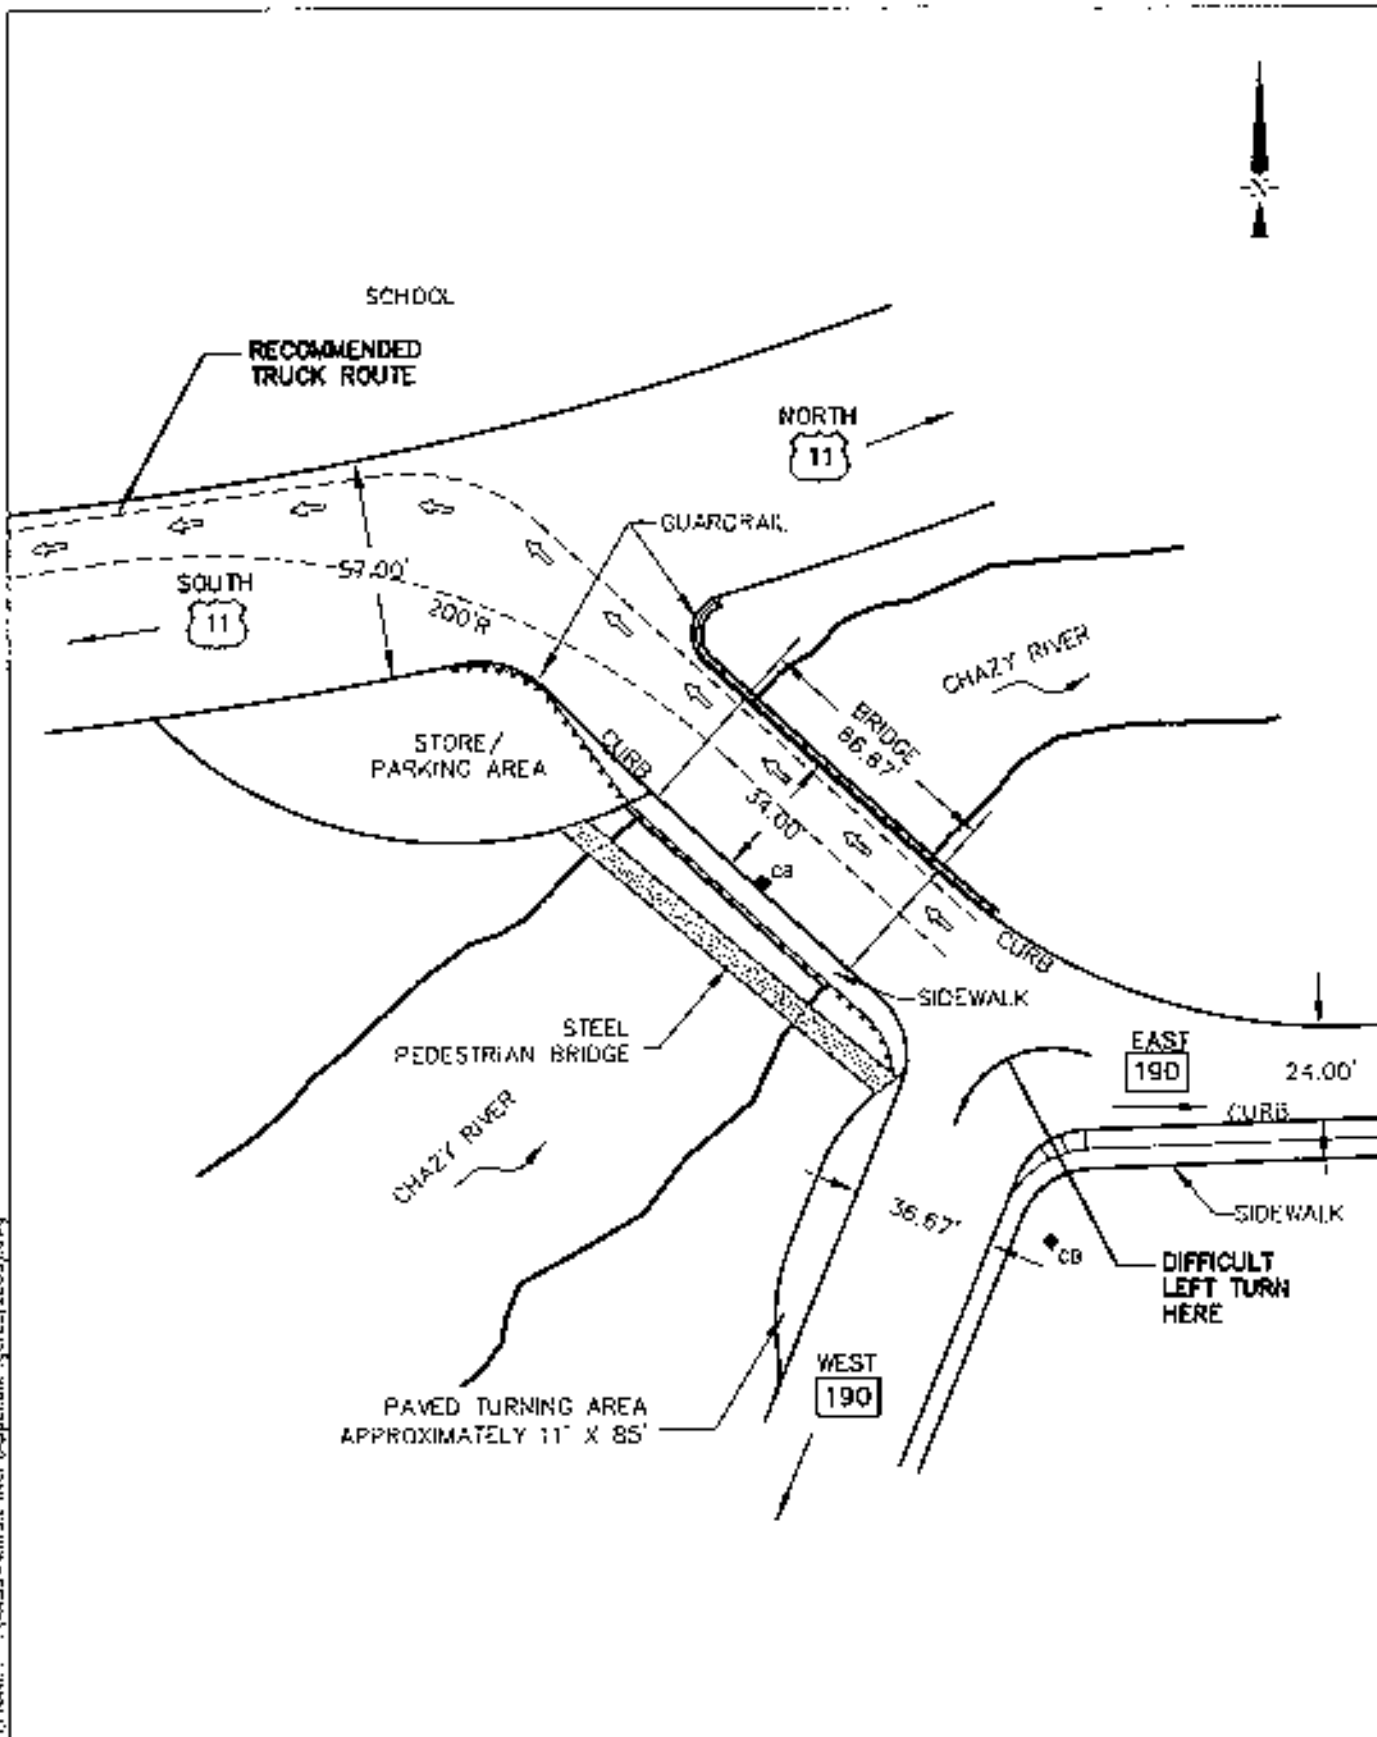 SCHOOL
RECOMMENDED
TRUCK ROUTE
NORTH
11
GUARDRAIL
57.00'
SOUTH
11
200'R
CHAZY RIVER
BRIDGE
86.67'
STORE/
PARKING AREA
CURB
34.00'
CB
CURB
SIDEWALK
STEEL
PEDESTRIAN BRIDGE
EAST
190
24.00'
CURB
CHAZY RIVER
36.67'
SIDEWALK
CB
DIFFICULT
LEFT TURN
HERE
WEST
190
PAVED TURNING AREA
APPROXIMATELY 11' X 85'